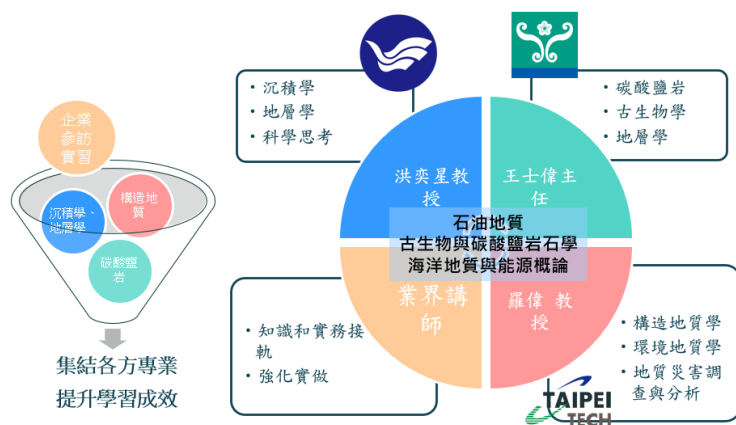 企業
參訪
實習
沉積學、
地層學
構造地
質
碳酸鹽
岩
集結各方專業
提升學習成效
• 沉積學
• 地層學
• 科學思考
• 碳酸鹽岩
• 古生物學
• 地層學
洪奕星教
授
王士偉主
任
石油地質
古生物與碳酸鹽岩石學
海洋地質與能源概論
業界講
師
羅偉 教
授
• 知識和實務接
軌
• 強化實做
• 構造地質學
• 環境地質學
• 地質災害調
查與分析
TAIPEI
TECH